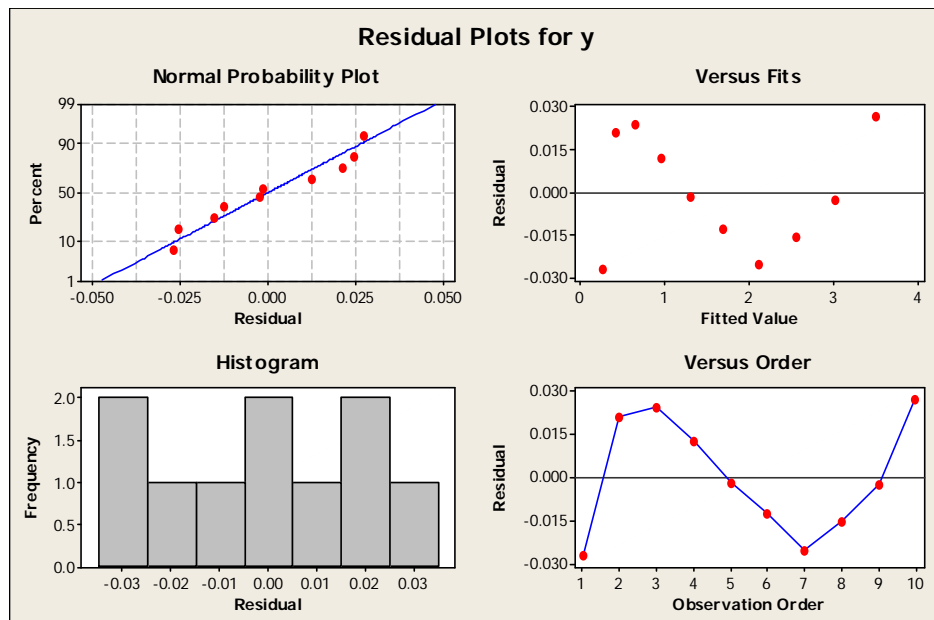 Residual Plots for y
Normal Probability Plot
99
90
50
10
1
Percent
-0.050 -0.025 0.000 0.025 0.050
Residual
Versus Fits
0.030
0.015
0.000
-0.015
-0.030
Residual
0 1 2 3 4
Fitted Value
Histogram
2.0
1.5
1.0
0.5
0.0
Frequency
-0.03 -0.02 -0.01 0.00 0.01 0.02 0.03
Residual
Versus Order
0.030
0.015
0.000
-0.015
-0.030
Residual
1 2 3 4 5 6 7 8 9 10
Observation Order